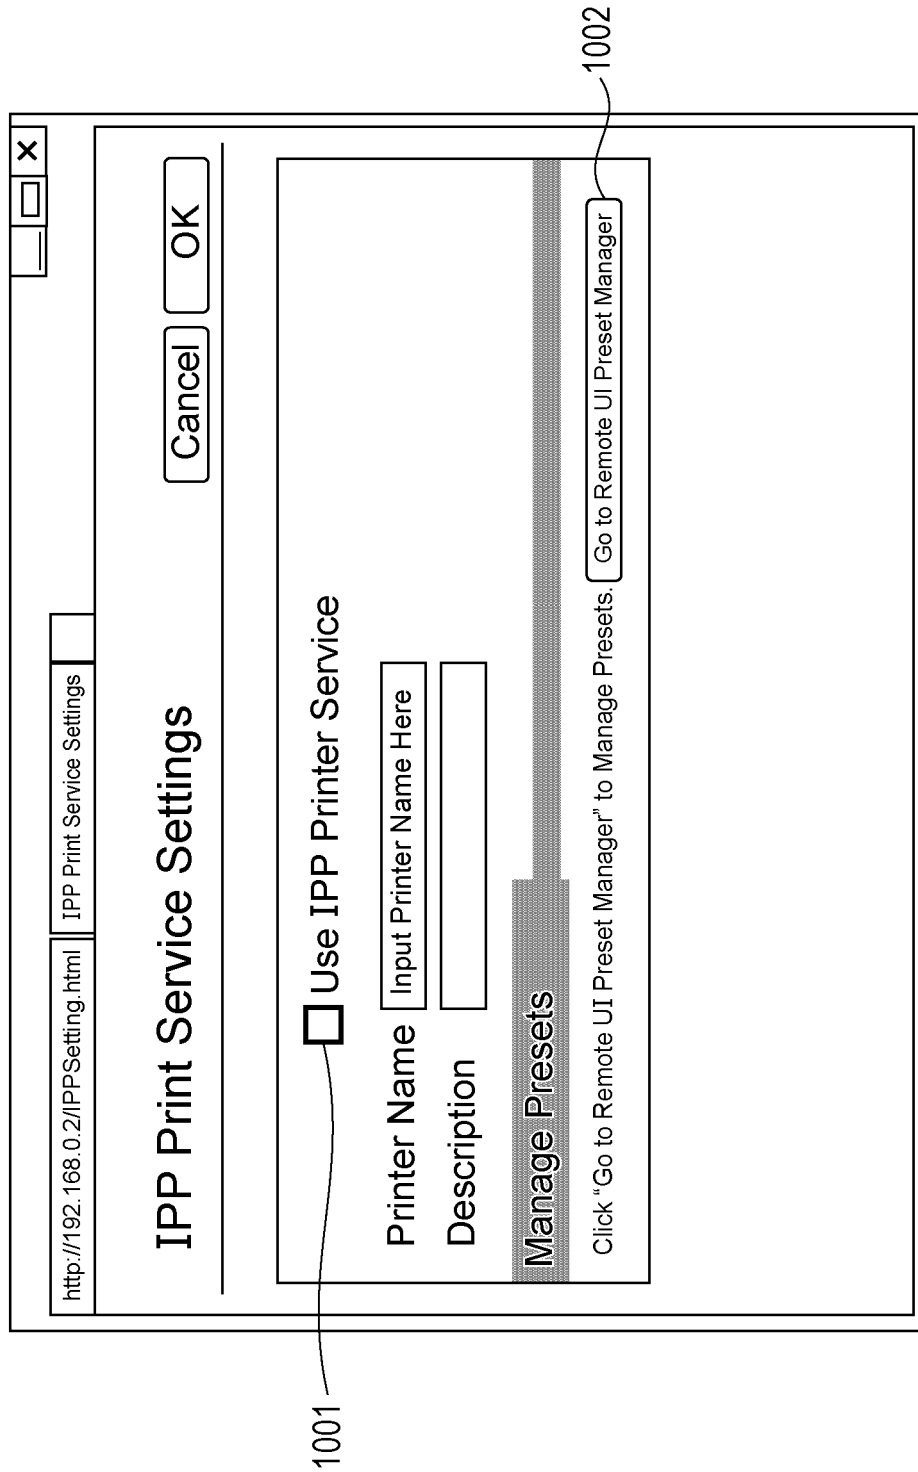 http://192.168.0.2/IPPSetting.html IPP Print Service Settings
IPP Print Service Settings
Cancel OK
1001
Use IPP Printer Service
Printer Name Input Printer Name Here
Description
Manage Presets
Click “Go to Remote UI Preset Manager” to Manage Presets. Go to Remote UI Preset Manager
1002